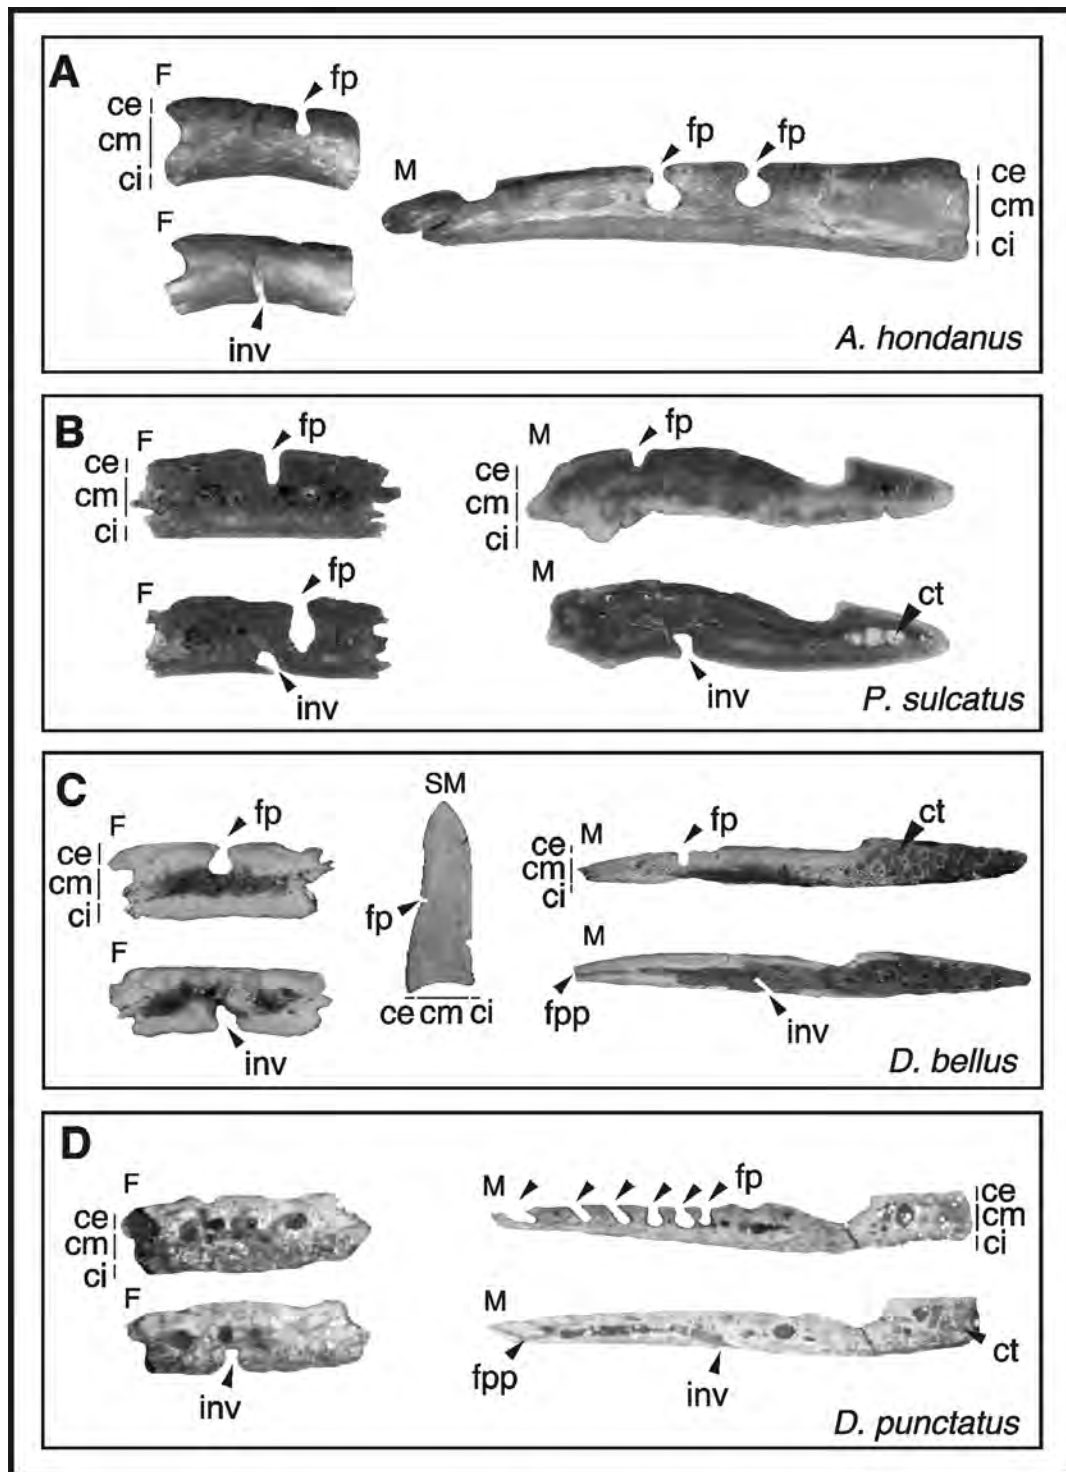 A
F
fp
ce
cm
ci
F
inv
M
fp
fp
ce
cm
ci
A. hondanus
B
F
fp
ce
cm
ci
F
fp
inv
M
fp
ce
cm
ci
M
ct
inv
P. sulcatus
C
F
fp
ce
cm
ci
F
inv
SM
fp
ce cm ci
M
fp
ct
ce
cm
ci
M
fpp
inv
D. bellus
D
F
ce
cm
ci
F
inv
M
fp
ce
cm
ci
M
fpp
inv
ct
D. punctatus